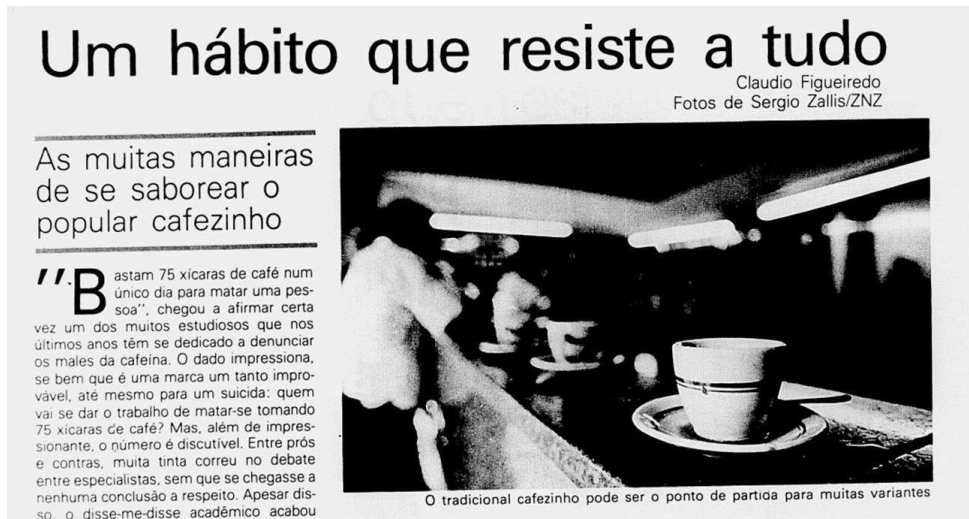 Um hábito que resiste a tudo
Claudio Figueiredo
Fotos de Sergio Zallis/ZNZ
As muitas maneiras
de se saborear o
popular cafezinho
"Bastam 75 xícaras de café num
único dia para matar uma pes-
soa", chegou a afirmar certa
vez um dos muitos estudiosos que nos
últimos anos têm se dedicado a denunciar
os males da cafeína. O dado impressiona,
se bem que é uma marca um tanto impro-
vável, até mesmo para um suicida: quem
vai se dar o trabalho de matar-se tomando
75 xícaras de café? Mas, além de impres-
sionante, o número é discutível. Entre prós
e contras, muita tinta correu no debate
entre especialistas, sem que se chegasse a
nenhuma conclusão a respeito. Apesar dis-
so, o disse-me-disse acadêmico acabou
O tradicional cafezinho pode ser o ponto de partida para muitas variantes